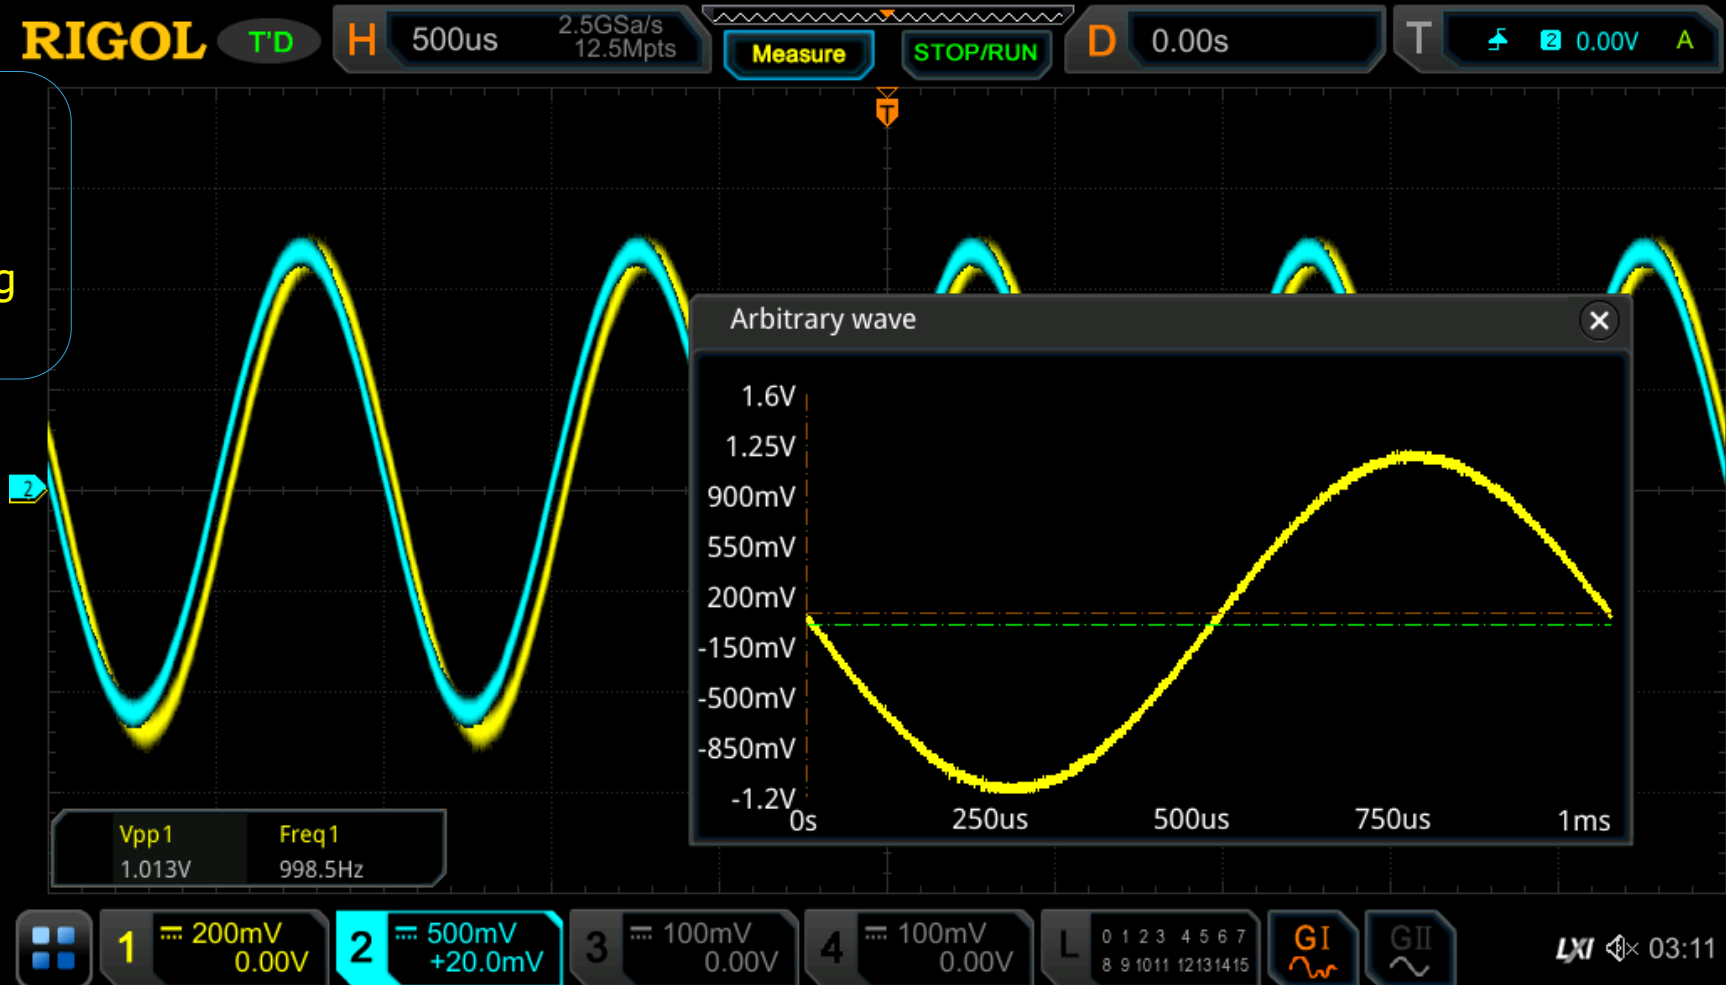 RIGOL
T'D
H
500us
2.5GSa/s
12.5Mpts
Measure
STOP/RUN
D
0.00s
T
2
0.00V
A
T
g
Arbitrary wave
1.6V
1.25V
900mV
550mV
200mV
-150mV
-500mV
-850mV
-1.2V
0s
250us
500us
750us
1ms
2
Vpp1
Freq1
1.013V
998.5Hz
1
200mV
0.00V
2
500mV
+20.0mV
3
100mV
0.00V
4
100mV
0.00V
L
0 1 2 3 4 5 6 7
8 9 10 11 12 13 14 15
GI
GII
LXI
03:11